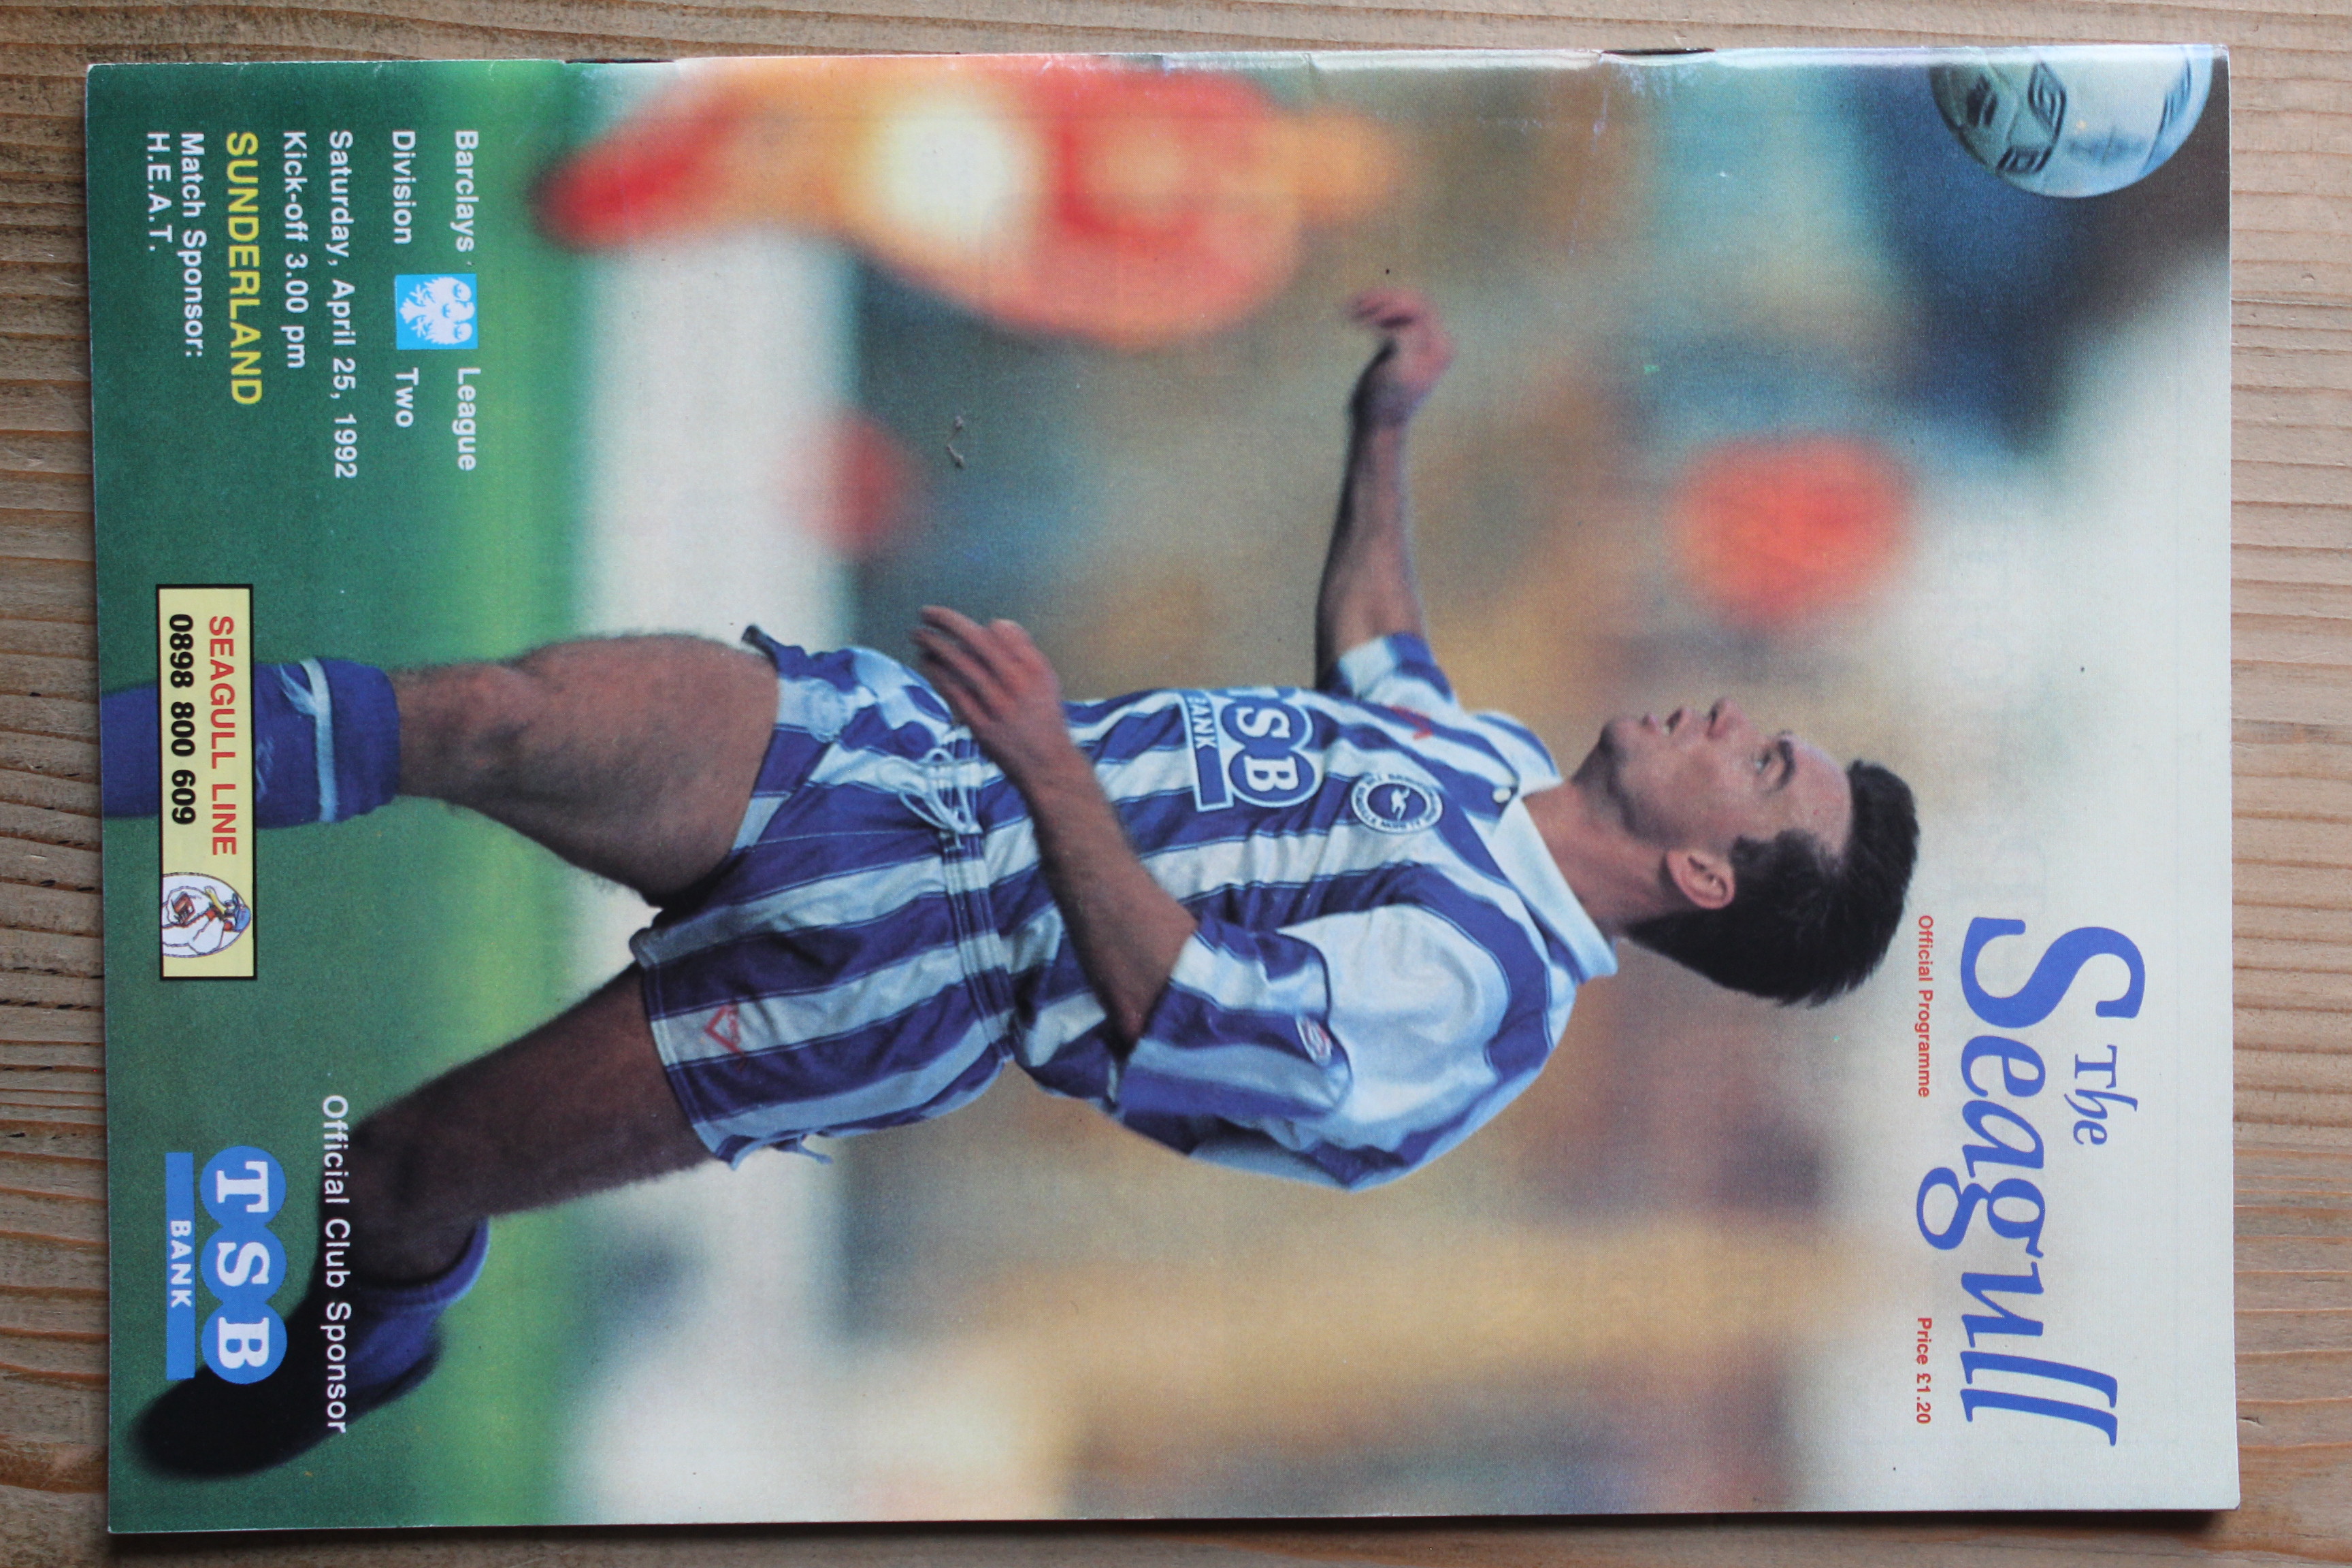 The
Seagull
Official Programme
Price £1.20
TSB
BANK
Barclays League
Division Two
Saturday, April 25, 1992
Kick-off 3.00 pm
SUNDERLAND
Match Sponsor:
H.E.A.T.
SEAGULL LINE
0898 800 609
Official Club Sponsor
TSB
BANK